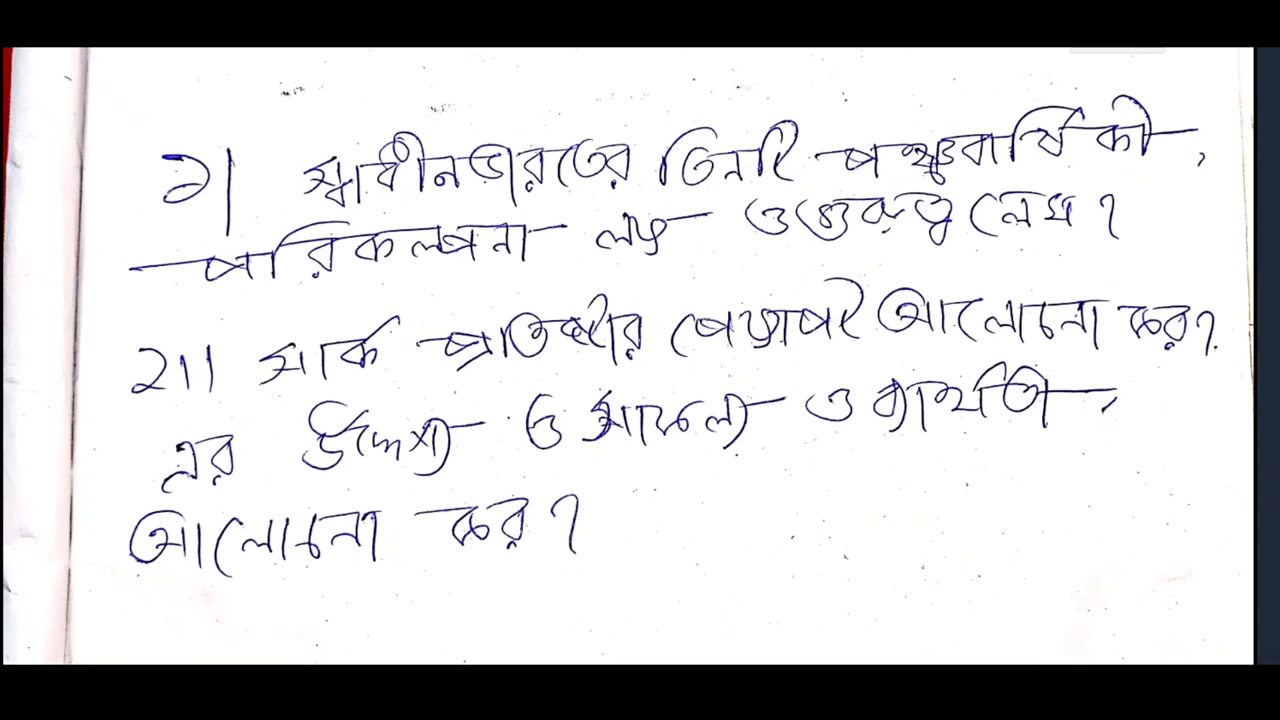 ১। স্বাধীন ভারতের তিনটি পঞ্চবার্ষিকী,
পরিকল্পনা লক্ষ্য ও গুরুত্ব লেখ?
২।। সার্ক প্রতিষ্ঠার প্রেক্ষাপট আলোচনা কর?
এর উদ্দেশ্য ও সাফল্য ও ব্যর্থতা,
আলোচনা কর?